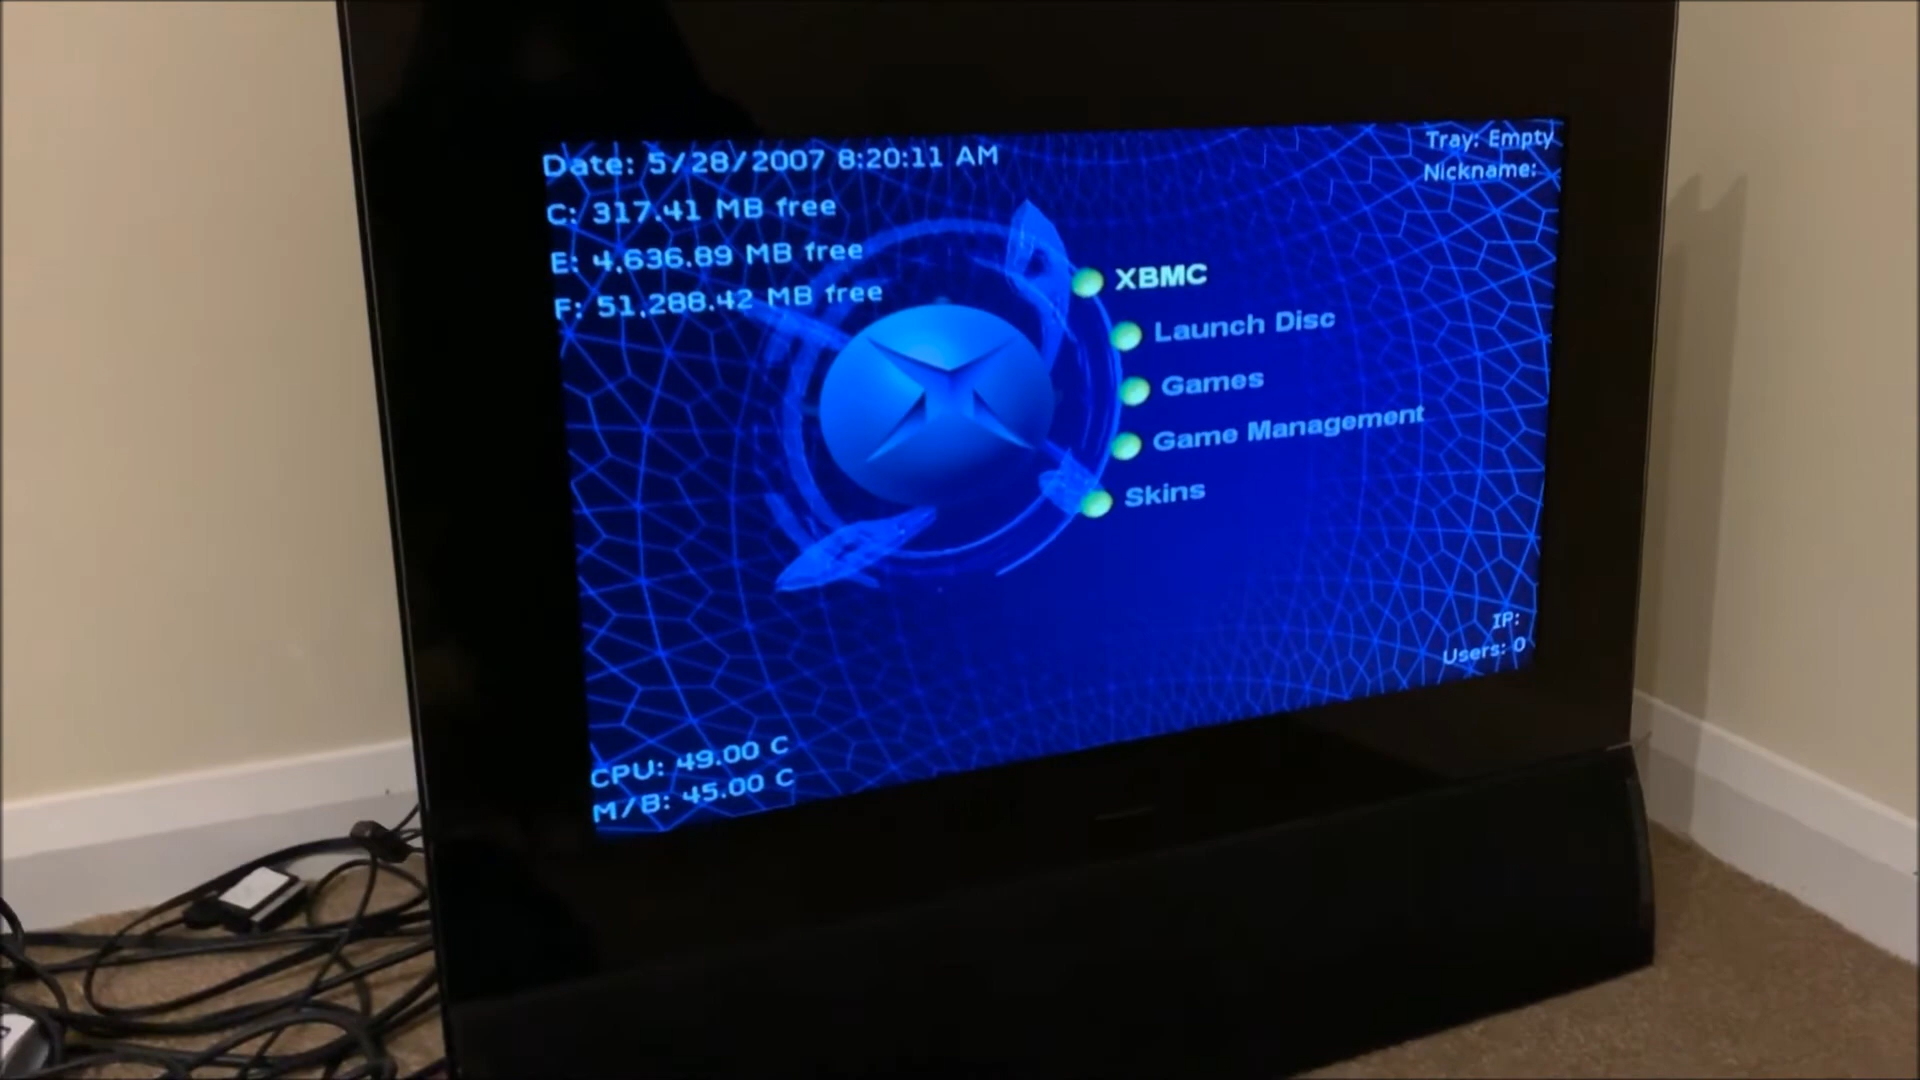 Date: 5/28/2007 8:20:11 AM
C: 317.41 MB free
E: 4,636.89 MB free
F: 51,288.42 MB free
Tray: Empty
Nickname:
XBMC
Launch Disc
Games
Game Management
Skins
IP:
Users: 0
CPU: 49.00 C
M/B: 45.00 C